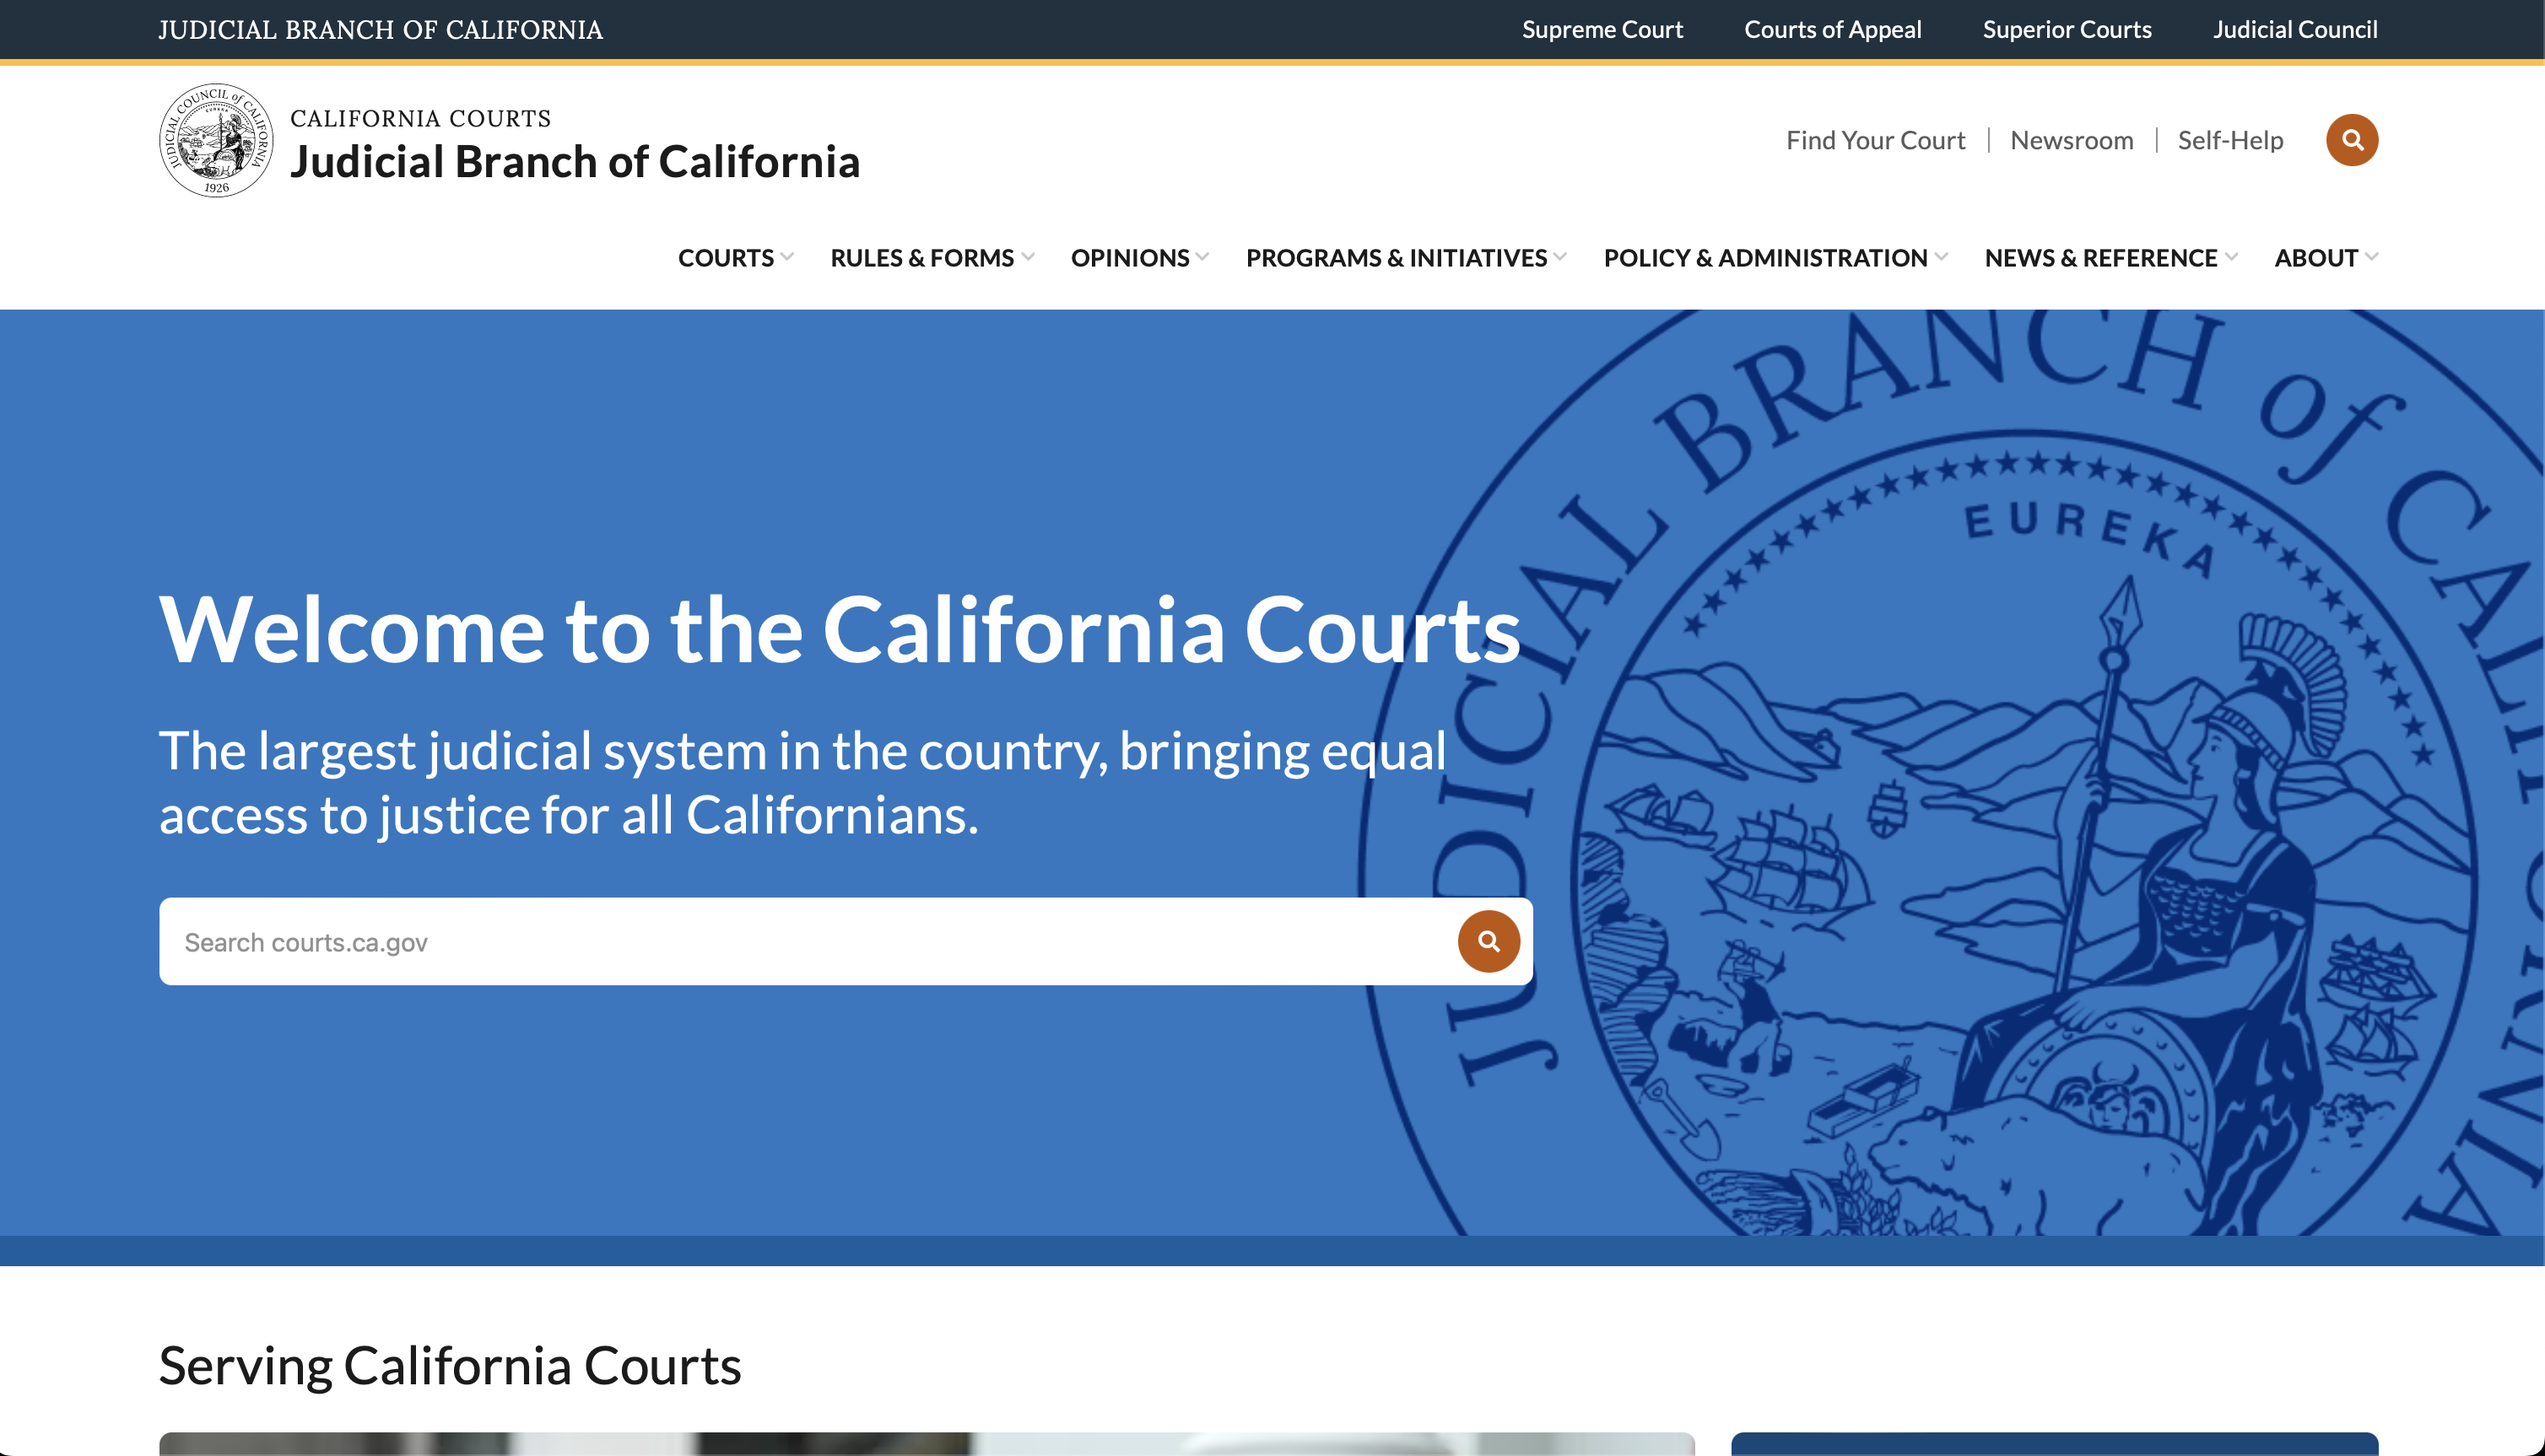 JUDICIAL BRANCH OF CALIFORNIA
Supreme Court
Courts of Appeal
Superior Courts
Judicial Council
JUDICIAL COUNCIL of CALIFORNIA
EUREKA
1926
CALIFORNIA COURTS
Judicial Branch of California
Find Your Court
Newsroom
Self-Help
COURTS
RULES & FORMS
OPINIONS
PROGRAMS & INITIATIVES
POLICY & ADMINISTRATION
NEWS & REFERENCE
ABOUT
JUDICIAL BRANCH of CALIFORNIA
EUREKA
Welcome to the California Courts
The largest judicial system in the country, bringing equal
access to justice for all Californians.
Search courts.ca.gov
Serving California Courts